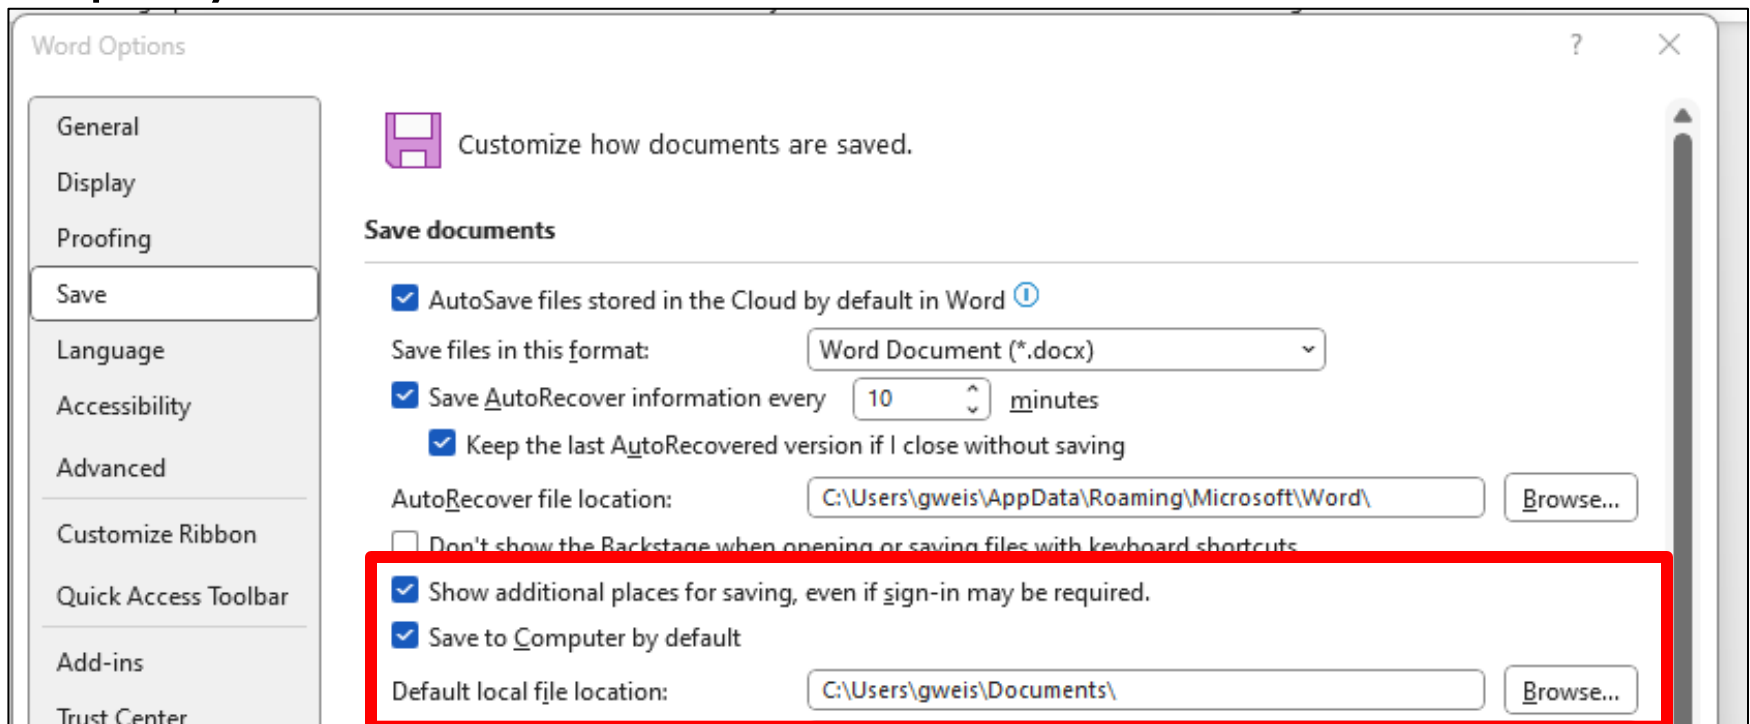 Word Options
?
General
Display
Proofing
Save
Language
Accessibility
Advanced
Customize Ribbon
Quick Access Toolbar
Add-ins
Trust Center
Customize how documents are saved.
Save documents
AutoSave files stored in the Cloud by default in Word
Save files in this format: Word Document (*.docx)
Save AutoRecover information every 10 minutes
Keep the last AutoRecovered version if I close without saving
AutoRecover file location: C:\Users\gweis\AppData\Roaming\Microsoft\Word\ Browse...
Don't show the Backstage when opening or saving files with keyboard shortcuts
Show additional places for saving, even if sign-in may be required.
Save to Computer by default
Default local file location: C:\Users\gweis\Documents\ Browse...